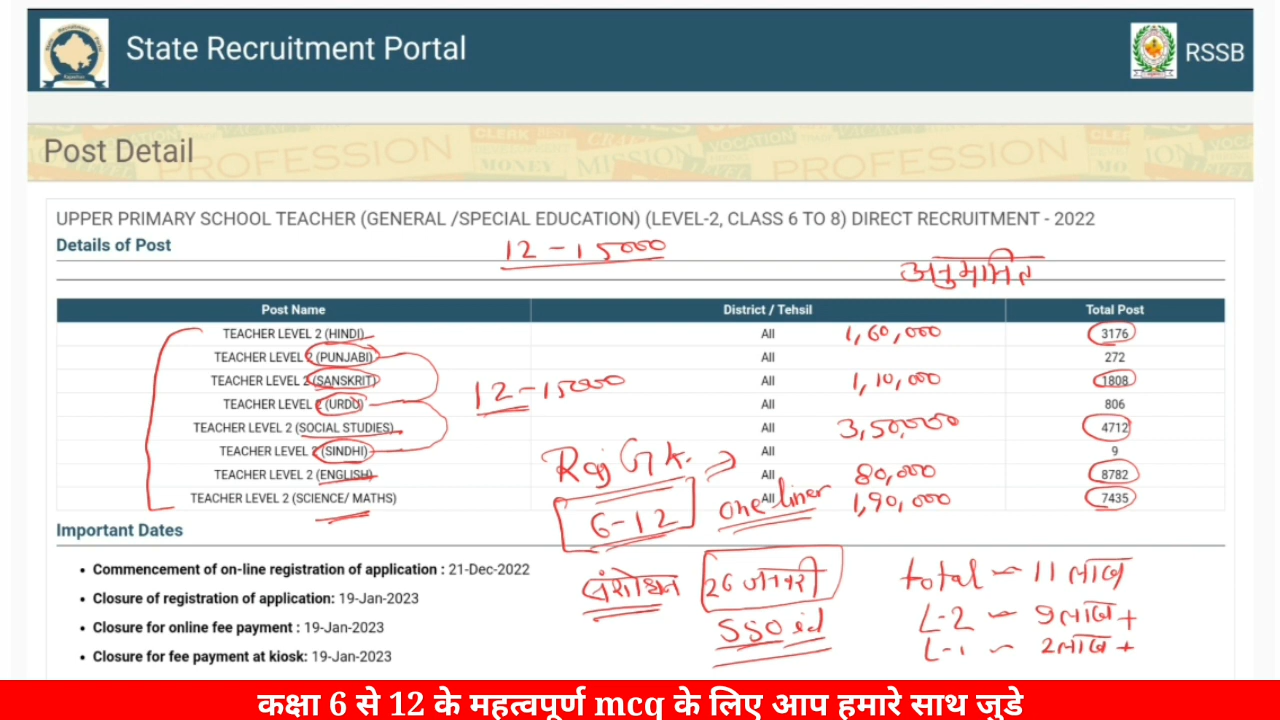 State Recruitment Portal
RSSB
Post Detail
UPPER PRIMARY SCHOOL TEACHER (GENERAL /SPECIAL EDUCATION) (LEVEL-2, CLASS 6 TO 8) DIRECT RECRUITMENT - 2022
Details of Post
12 - 15000
अनुमानित
Post Name District / Tehsil Total Post
TEACHER LEVEL 2 (HINDI) All 1,60,000 3176
TEACHER LEVEL 2 (PUNJABI) All 272
TEACHER LEVEL 2 (SANSKRIT) 12-15000 All 1,10,000 1808
TEACHER LEVEL 2 (URDU) All 806
TEACHER LEVEL 2 (SOCIAL STUDIES) All 3,50,000 4712
TEACHER LEVEL 2 (SINDHI) All 9
Raj Gk.
TEACHER LEVEL 2 (ENGLISH) All 80,000 8782
TEACHER LEVEL 2 (SCIENCE/ MATHS) All 1,90,000 7435
6-12 one liner
Important Dates
Commencement of on-line registration of application : 21-Dec-2022
संशोधन 26 जनवरी total - 11 लाख
Closure of registration of application: 19-Jan-2023
L-2 - 9 लाख +
Closure for online fee payment : 19-Jan-2023
SSO id
L-1 - 2 लाख +
Closure for fee payment at kiosk: 19-Jan-2023
कक्षा 6 से 12 के महत्वपूर्ण mcq के लिए आप हमारे साथ जुडे